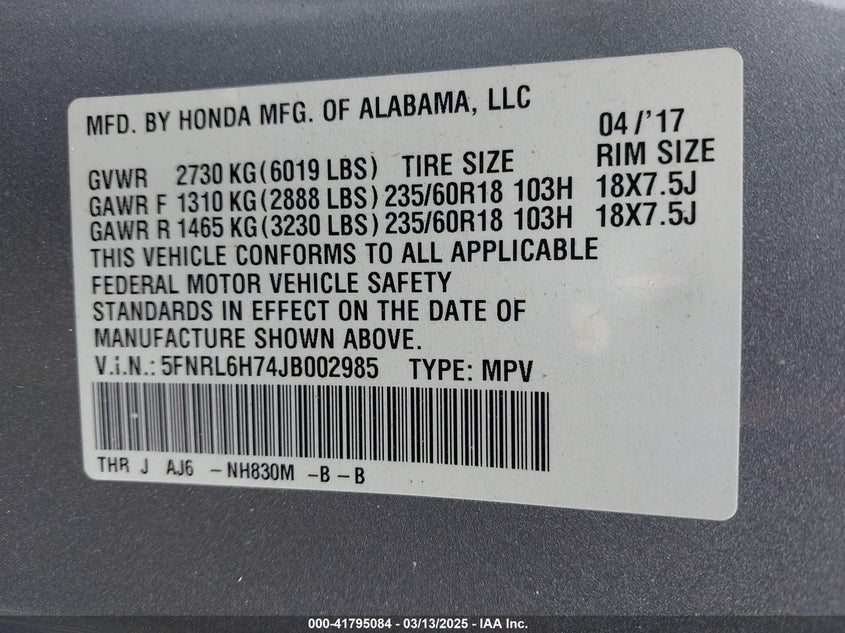 MFD. BY HONDA MFG. OF ALABAMA, LLC
04/'17
GVWR 2730 KG(6019 LBS) TIRE SIZE RIM SIZE
GAWR F 1310 KG(2888 LBS) 235/60R18 103H 18X7.5J
GAWR R 1465 KG(3230 LBS) 235/60R18 103H 18X7.5J
THIS VEHICLE CONFORMS TO ALL APPLICABLE
FEDERAL MOTOR VEHICLE SAFETY
STANDARDS IN EFFECT ON THE DATE OF
MANUFACTURE SHOWN ABOVE.
V.i.N.: 5FNRL6H74JB002985 TYPE: MPV
THR J AJ6 - NH830M - B - B
000-41795084 - 03/13/2025 - IAA Inc.